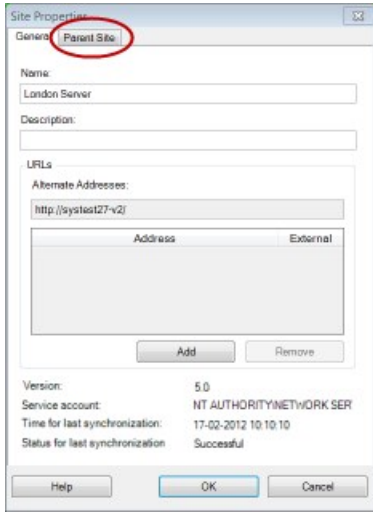 Site Properties
General Parent Site
Name:
London Server
Description:
URLs
Alternate Addresses:
http://systest27-v2/
Address External
Add Remove
Version: 5.0
Service account: NT AUTHORITY\NETWORK SER
Time for last synchronization: 17-02-2012 10:10:10
Status for last synchronization Successful
Help OK Cancel